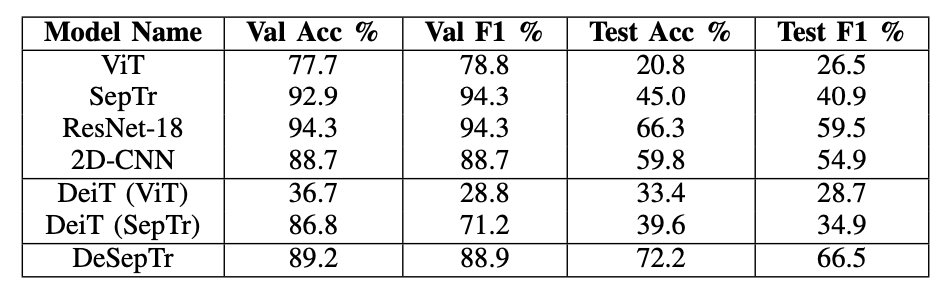 Model Name Val Acc % Val F1 % Test Acc % Test F1 %
ViT 77.7 78.8 20.8 26.5
SepTr 92.9 94.3 45.0 40.9
ResNet-18 94.3 94.3 66.3 59.5
2D-CNN 88.7 88.7 59.8 54.9
DeiT (ViT) 36.7 28.8 33.4 28.7
DeiT (SepTr) 86.8 71.2 39.6 34.9
DeSepTr 89.2 88.9 72.2 66.5